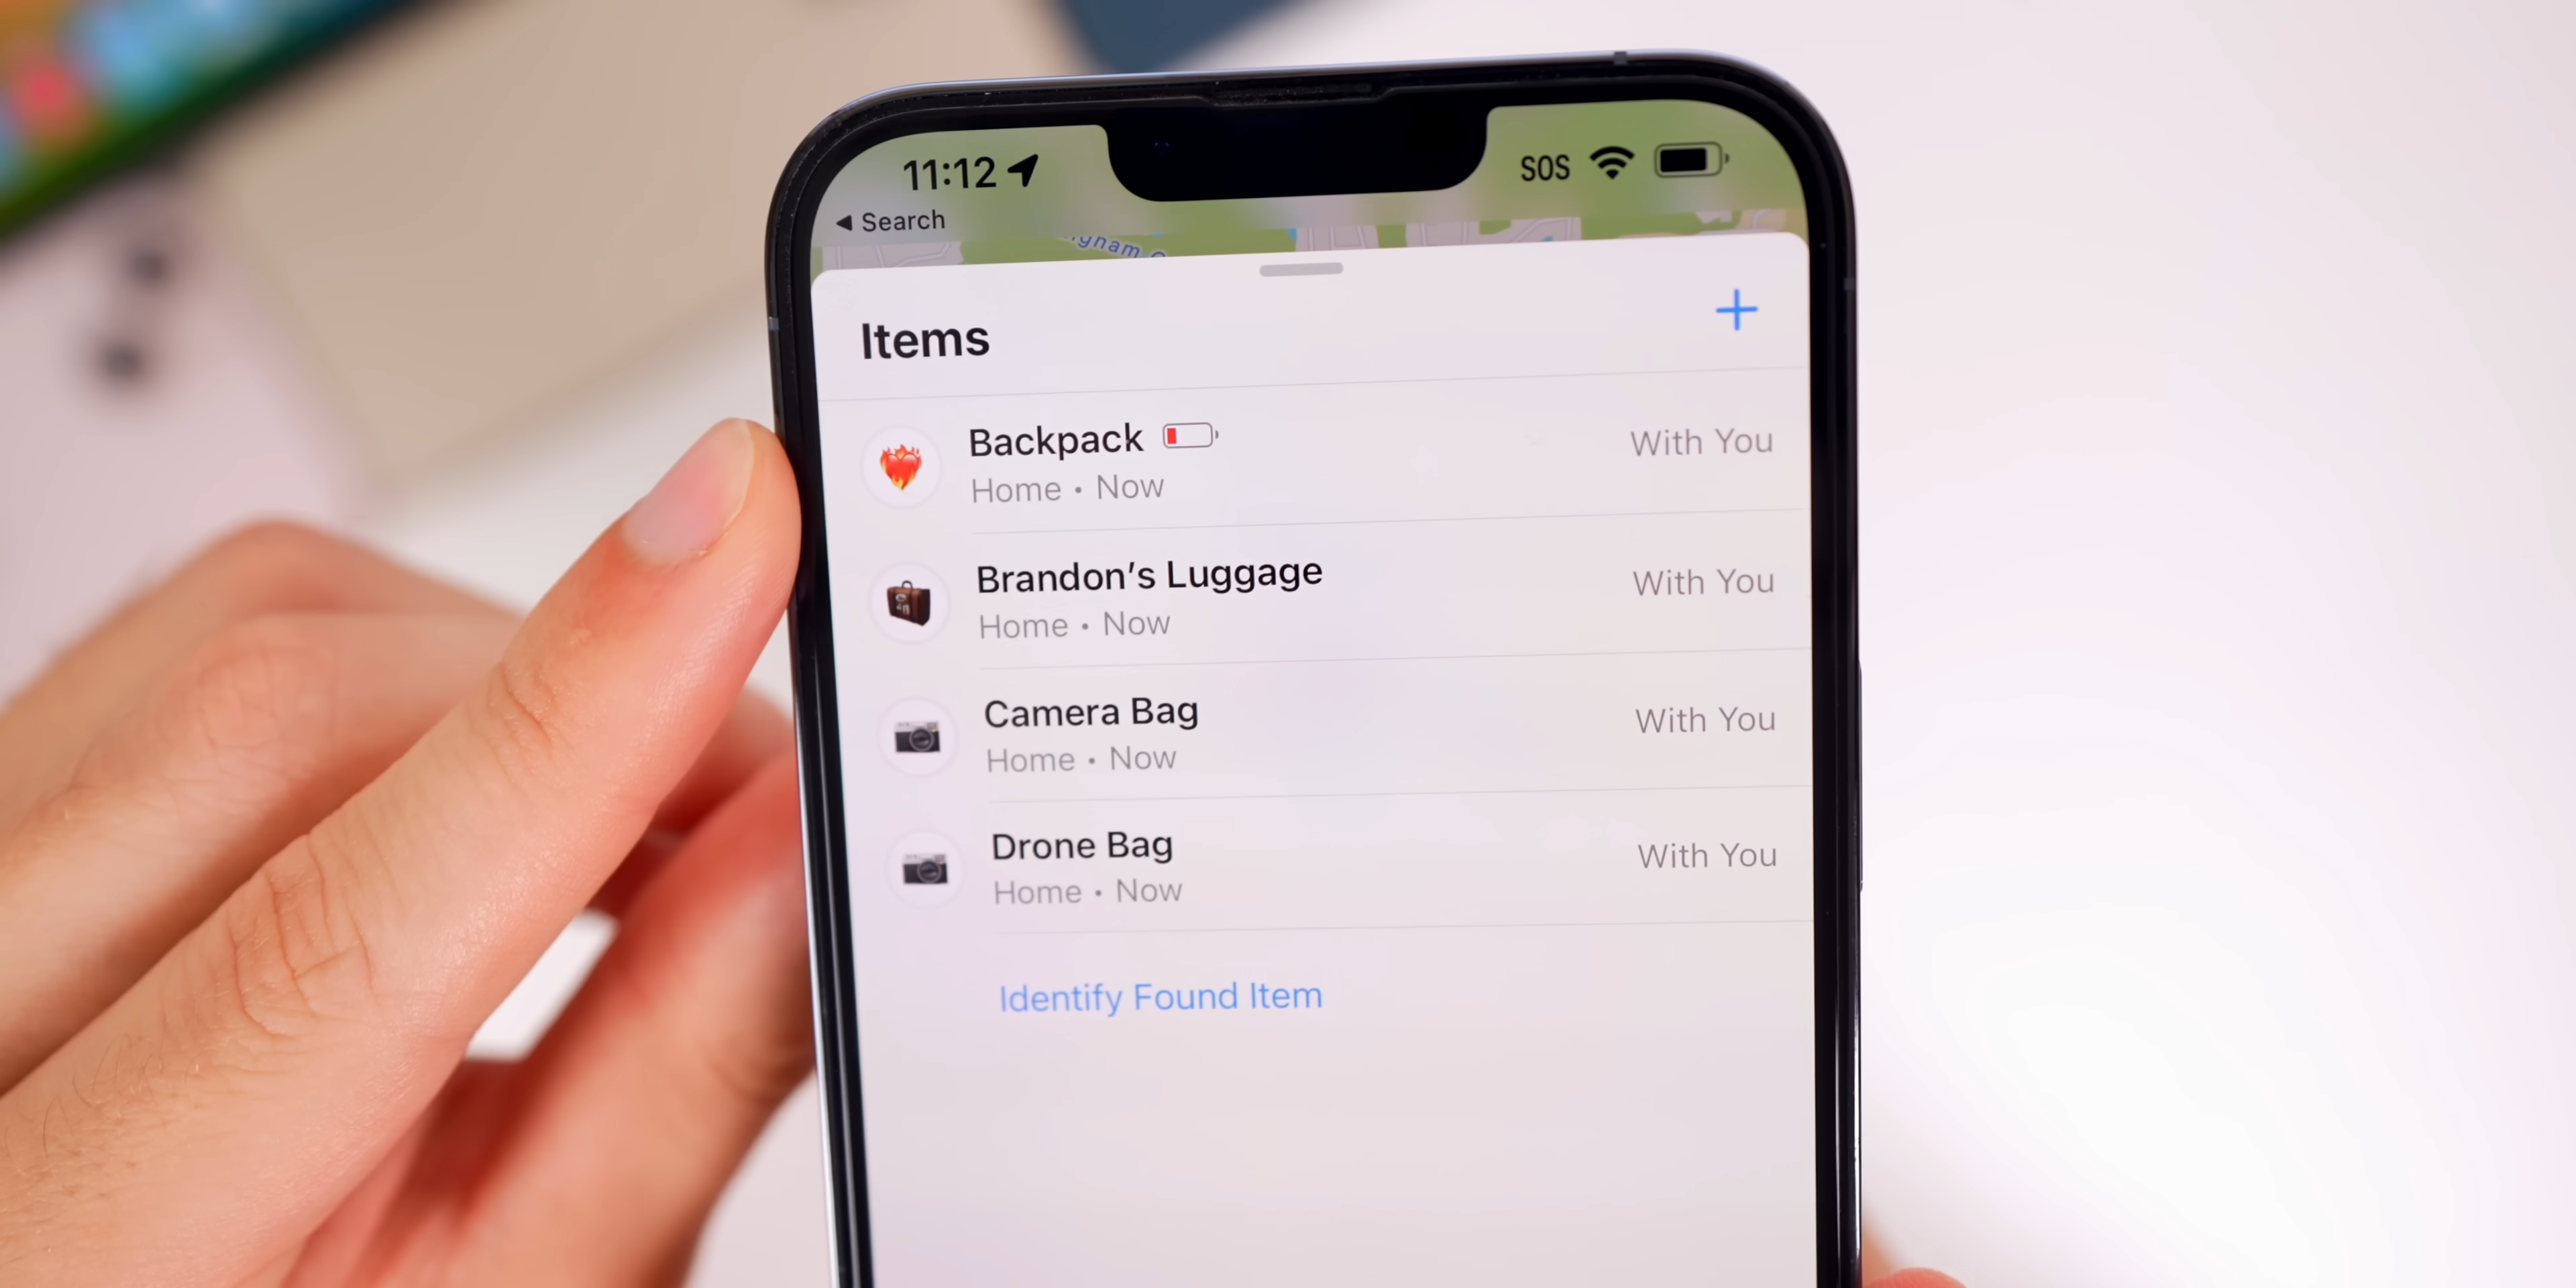 11:12
SOS
Search
Items
Backpack
Home • Now
With You
Brandon’s Luggage
Home • Now
With You
Camera Bag
Home • Now
With You
Drone Bag
Home • Now
With You
Identify Found Item